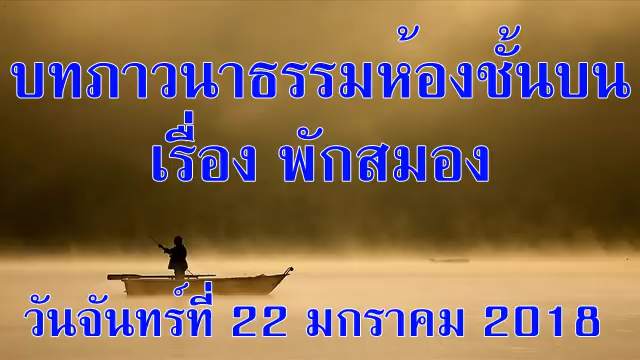 บทภาวนาธรรมห้องชั้นบน
เรื่อง พักสมอง
วันจันทร์ที่ 22 มกราคม 2018